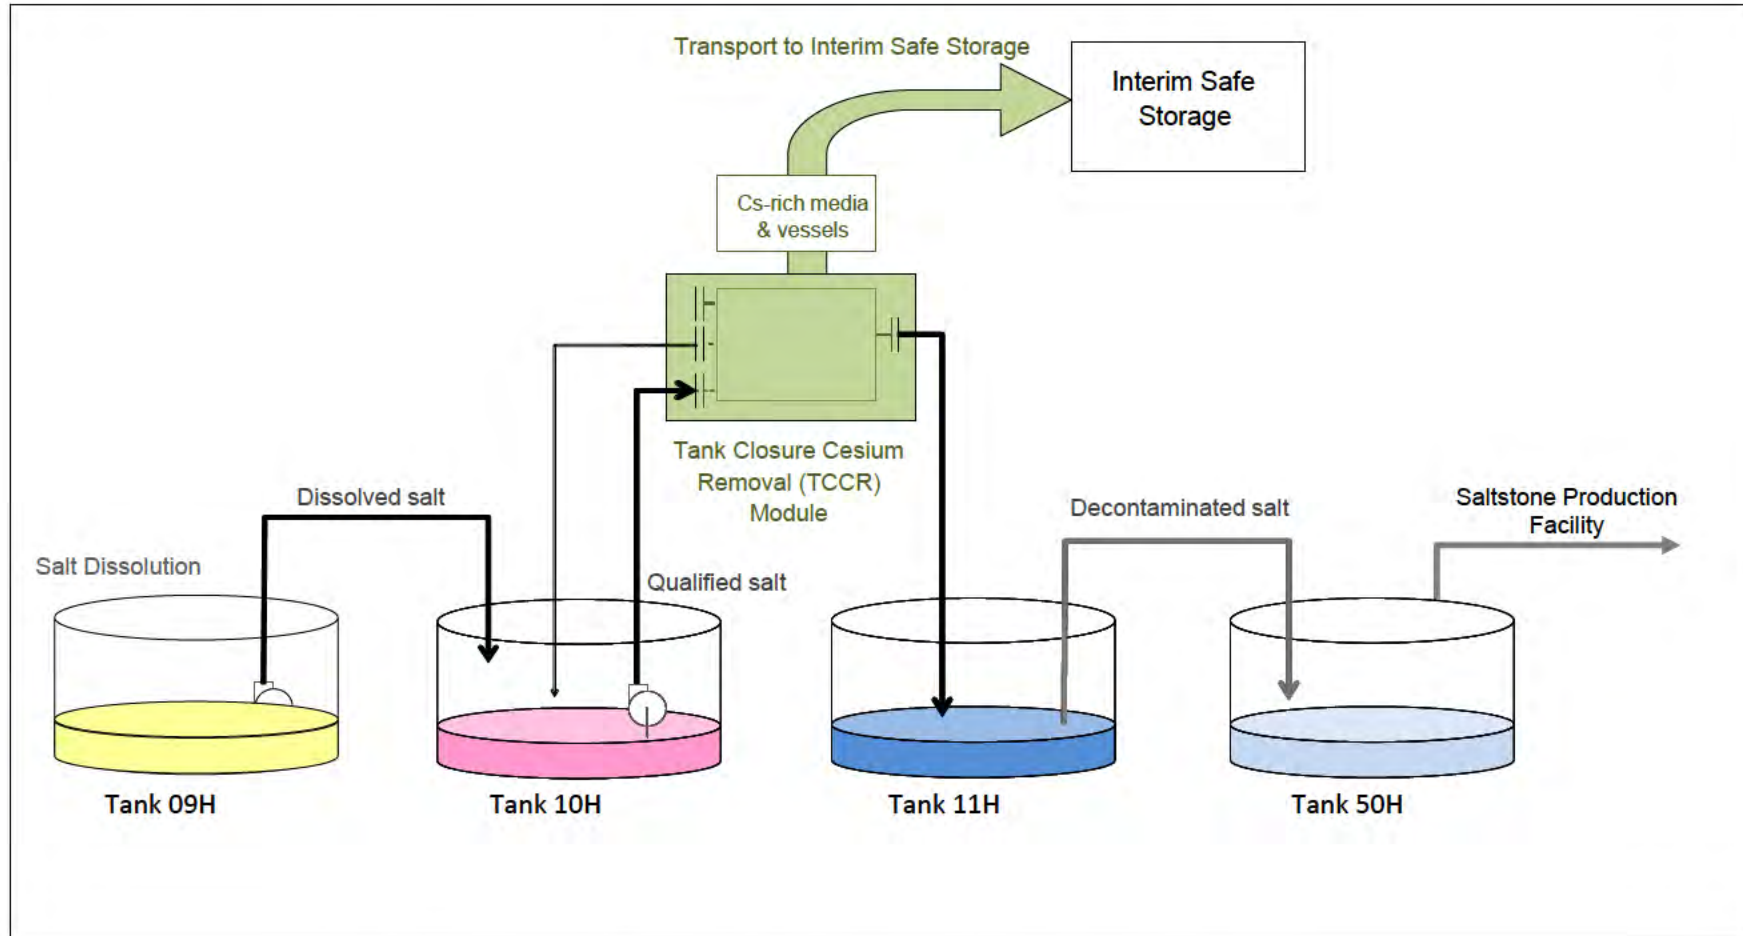 Transport to Interim Safe Storage
Interim Safe
Storage
Cs-rich media
& vessels
Tank Closure Cesium
Removal (TCCR)
Module
Dissolved salt
Decontaminated salt
Saltstone Production
Facility
Salt Dissolution
Qualified salt
Tank 09H
Tank 10H
Tank 11H
Tank 50H